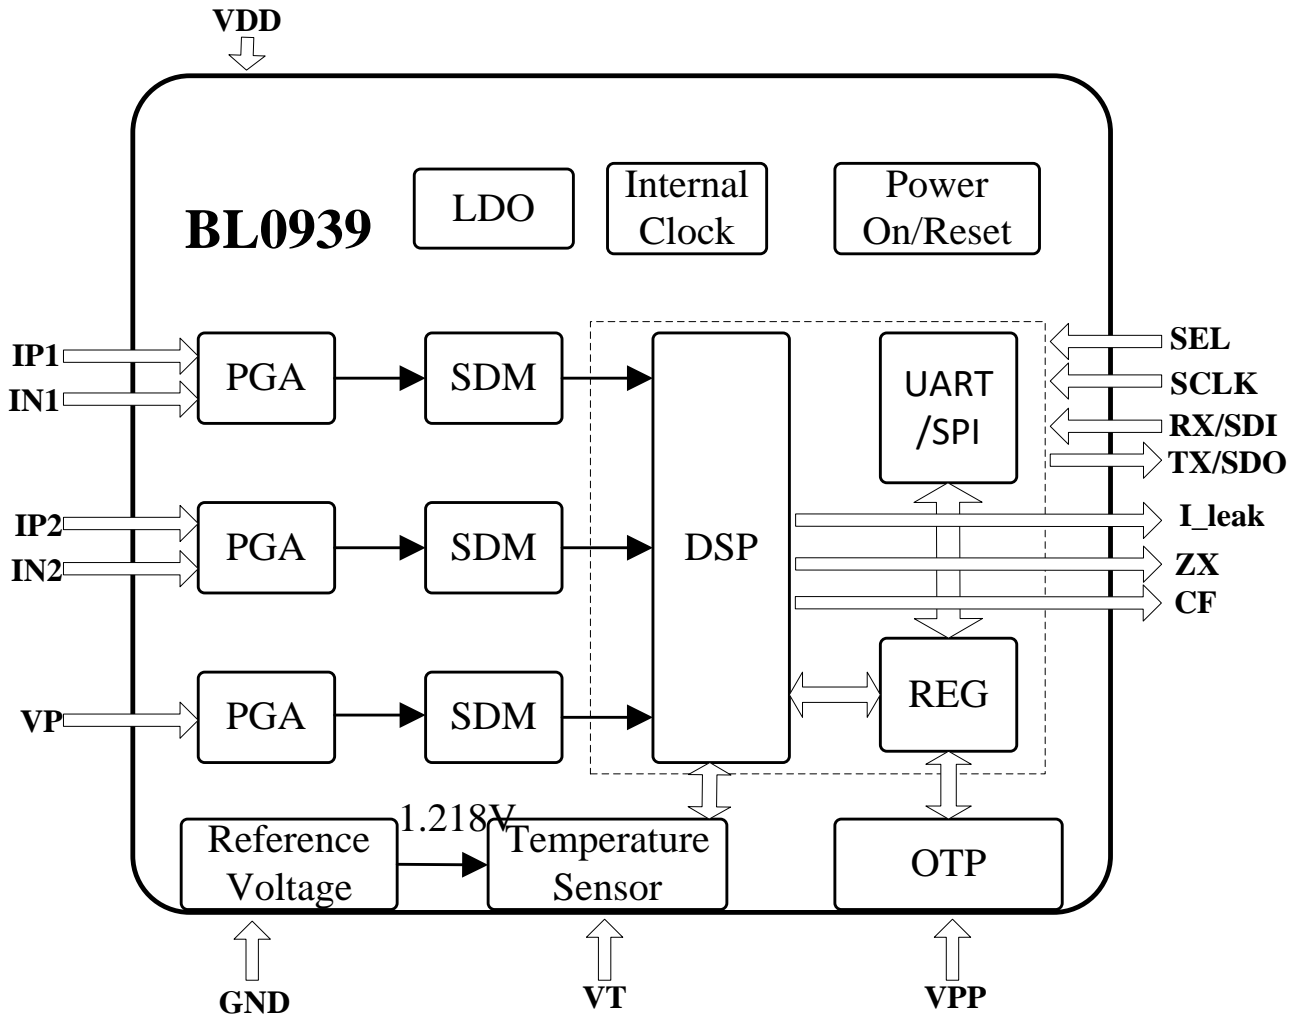 VDD
BL0939
LDO
Internal
Clock
Power
On/Reset
IP1
IN1
PGA
SDM
UART
/SPI
SEL
SCLK
RX/SDI
TX/SDO
IP2
IN2
PGA
SDM
DSP
I_leak
ZX
CF
VP
PGA
SDM
REG
1.218V
Reference
Voltage
Temperature
Sensor
OTP
GND
VT
VPP